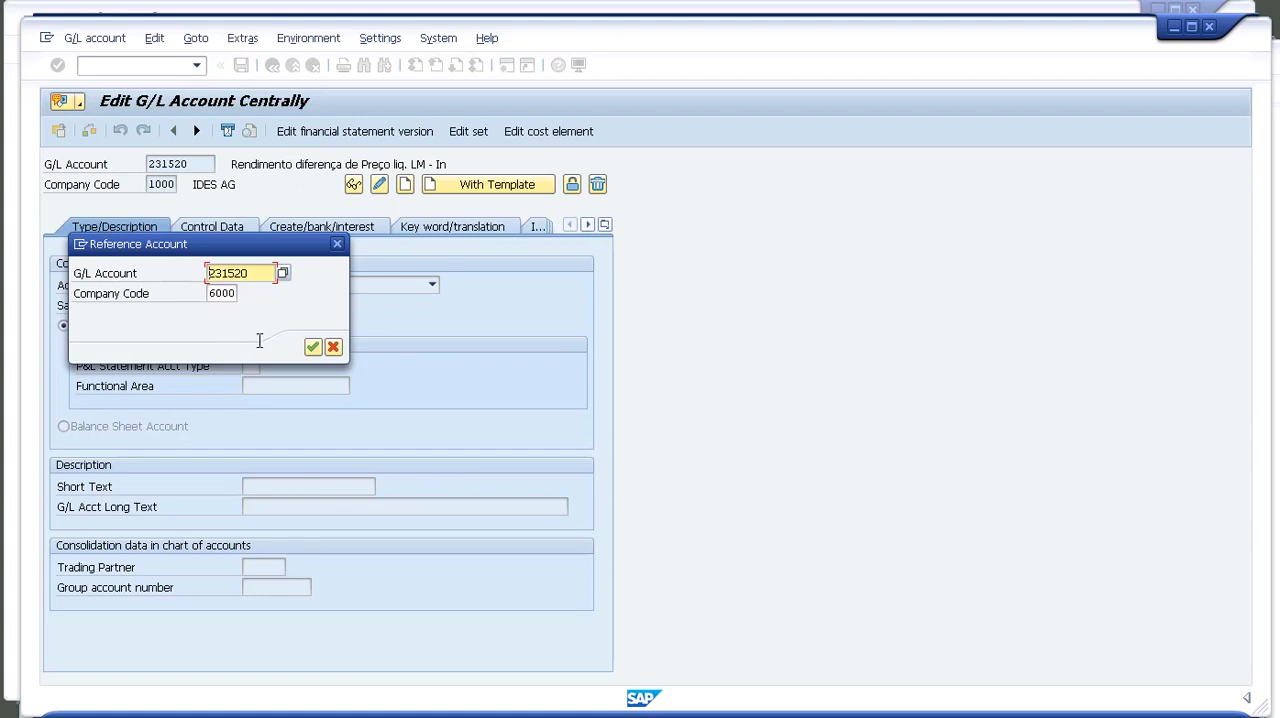 G/L account Edit Goto Extras Environment Settings System Help
Edit G/L Account Centrally
Edit financial statement version Edit set Edit cost element
G/L Account 231520 Rendimento diferença de Preço liq. LM - In
Company Code 1000 IDES AG With Template
Type/Description Control Data Create/bank/interest Key word/translation I...
Reference Account
G/L Account 231520
Company Code 6000
P&L Statement Acct Type
Functional Area
Balance Sheet Account
Description
Short Text
G/L Acct Long Text
Consolidation data in chart of accounts
Trading Partner
Group account number
SAP